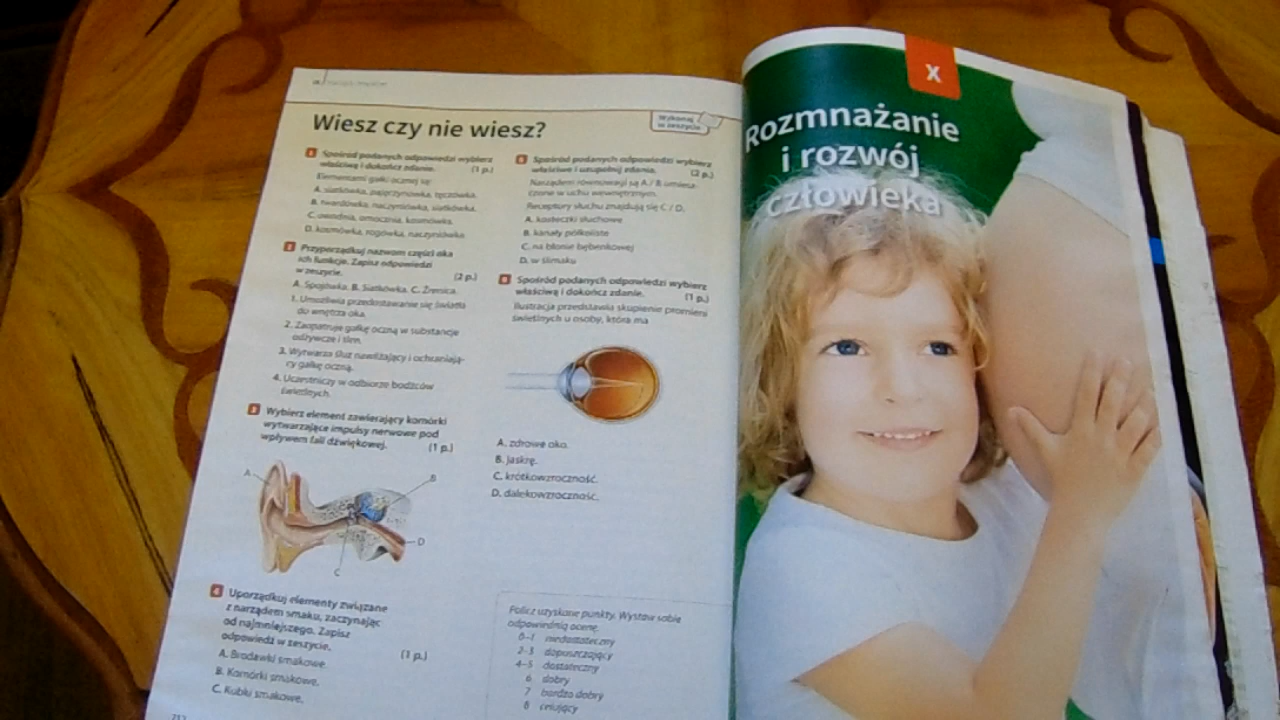 Wiesz czy nie wiesz?
Wykonaj
w zeszycie
1 Spośród podanych odpowiedzi wybierz
właściwą i dokończ zdanie. (1 p.)
Elementami gałki ocznej są:
A. siatkówka, pajęczynówka, tęczówka.
B. twardówka, naczyniówka, siatkówka.
C. owodnia, omocznia, kosmówka.
D. kosmówka, rogówka, naczyniówka.
2 Przyporządkuj nazwom części oka
ich funkcje. Zapisz odpowiedzi
w zeszycie. (2 p.)
A. Spojówka. B. Siatkówka. C. Źrenica.
1. Umożliwia przedostawanie się światła
do wnętrza oka.
2. Zaopatruje gałkę oczną w substancje
odżywcze i tlen.
3. Wytwarza śluz nawilżający i ochraniają-
cy gałkę oczną.
4. Uczestniczy w odbiorze bodźców
świetlnych.
3 Wybierz element zawierający komórki
wytwarzające impulsy nerwowe pod
wpływem fali dźwiękowej. (1 p.)
A
B
C
D
4 Uporządkuj elementy związane
z narządem smaku, zaczynając
od najmniejszego. Zapisz
odpowiedź w zeszycie. (1 p.)
A. Brodawki smakowe.
B. Komórki smakowe.
C. Kubki smakowe.
Spośród podanych odpowiedzi wybierz
właściwe i uzupełnij zdania. (2 p.)
Narządem równowagi są A / B umiesz-
czone w uchu wewnętrznym.
Receptory słuchu znajdują się C / D.
A. kosteczki słuchowe
B. kanały półkoliste
C. na błonie bębenkowej
D. w ślimaku
Spośród podanych odpowiedzi wybierz
właściwą i dokończ zdanie. (1 p.)
Ilustracja przedstawia skupienie promieni
świetlnych u osoby, która ma
A. zdrowe oko.
B. jaskrę.
C. krótkowzroczność.
D. dalekowzroczność.
Policz uzyskane punkty. Wystaw sobie
odpowiednią ocenę.
0–1 niedostateczny
2–3 dopuszczający
4–5 dostateczny
6 dobry
7 bardzo dobry
8 celujący
X
Rozmnażanie
i rozwój
człowieka